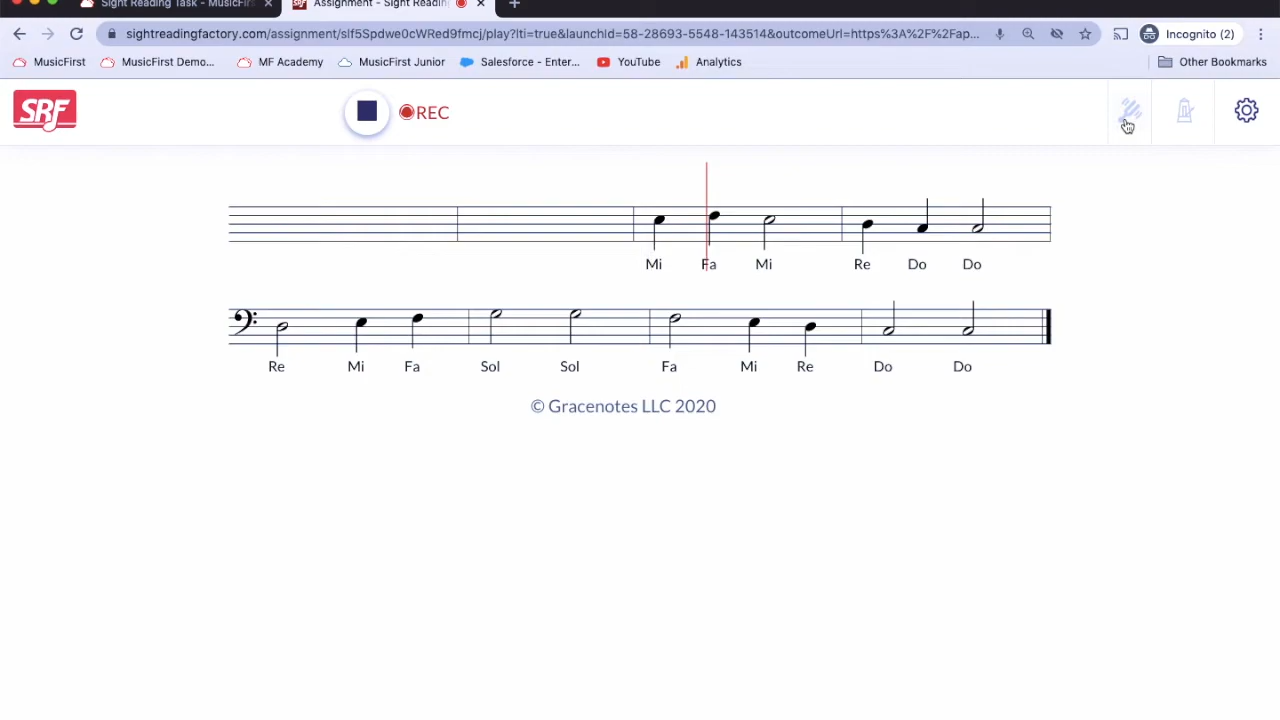 Sight Reading Task - MusicFirs
Assignment - Sight Reading
sightreadingfactory.com/assignment/slf5Spdwe0cWRed9fmcj/play?lti=true&launchId=58-28693-5548-143514&outcomeUrl=https%3A%2F%2Fap...
Incognito (2)
MusicFirst
MusicFirst Demo...
MF Academy
MusicFirst Junior
Salesforce - Enter...
YouTube
Analytics
Other Bookmarks
SRF
REC
Mi Fa Mi Re Do Do
Re Mi Fa Sol Sol Fa Mi Re Do Do
© Gracenotes LLC 2020